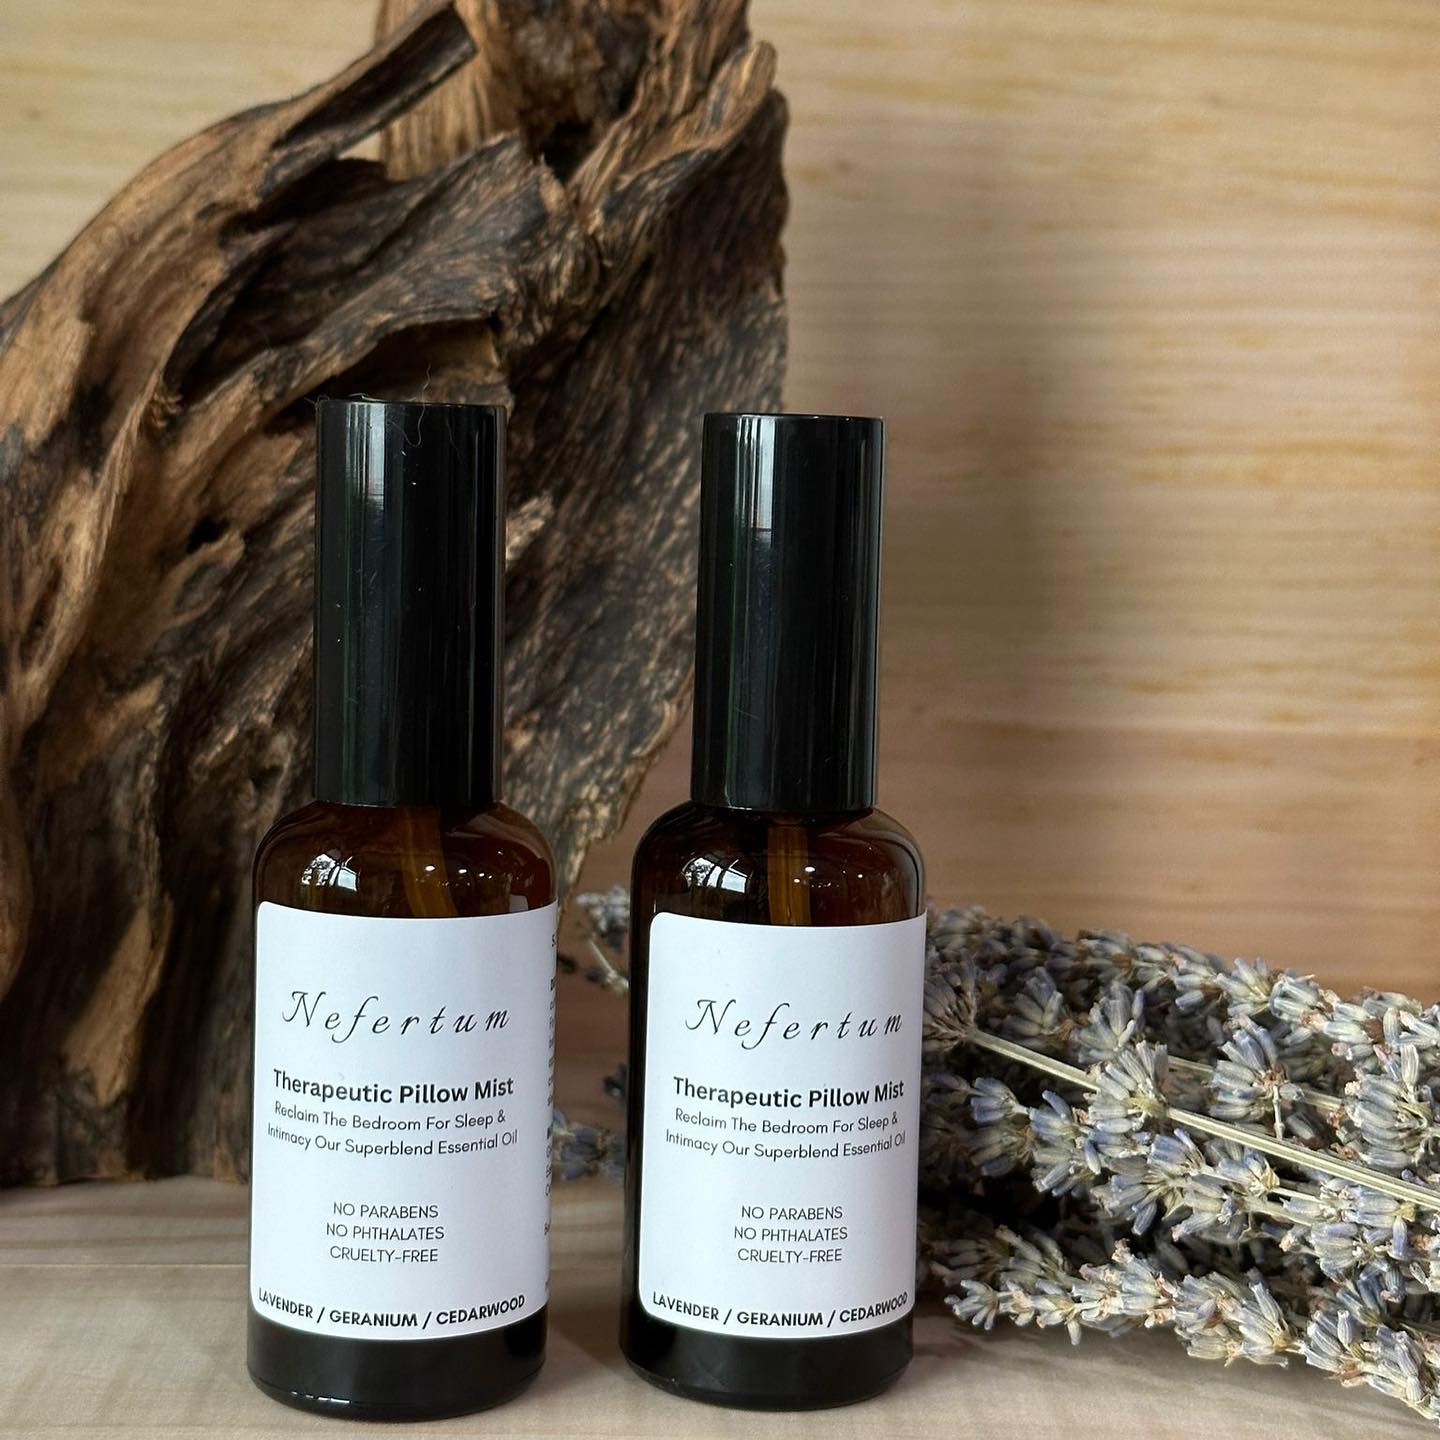 Nefertum
Therapeutic Pillow Mist
Reclaim The Bedroom For Sleep &
Intimacy Our Superblend Essential Oil
NO PARABENS
NO PHTHALATES
CRUELTY-FREE
LAVENDER / GERANIUM / CEDARWOOD
Nefertum
Therapeutic Pillow Mist
Reclaim The Bedroom For Sleep &
Intimacy Our Superblend Essential Oil
NO PARABENS
NO PHTHALATES
CRUELTY-FREE
LAVENDER / GERANIUM / CEDARWOOD